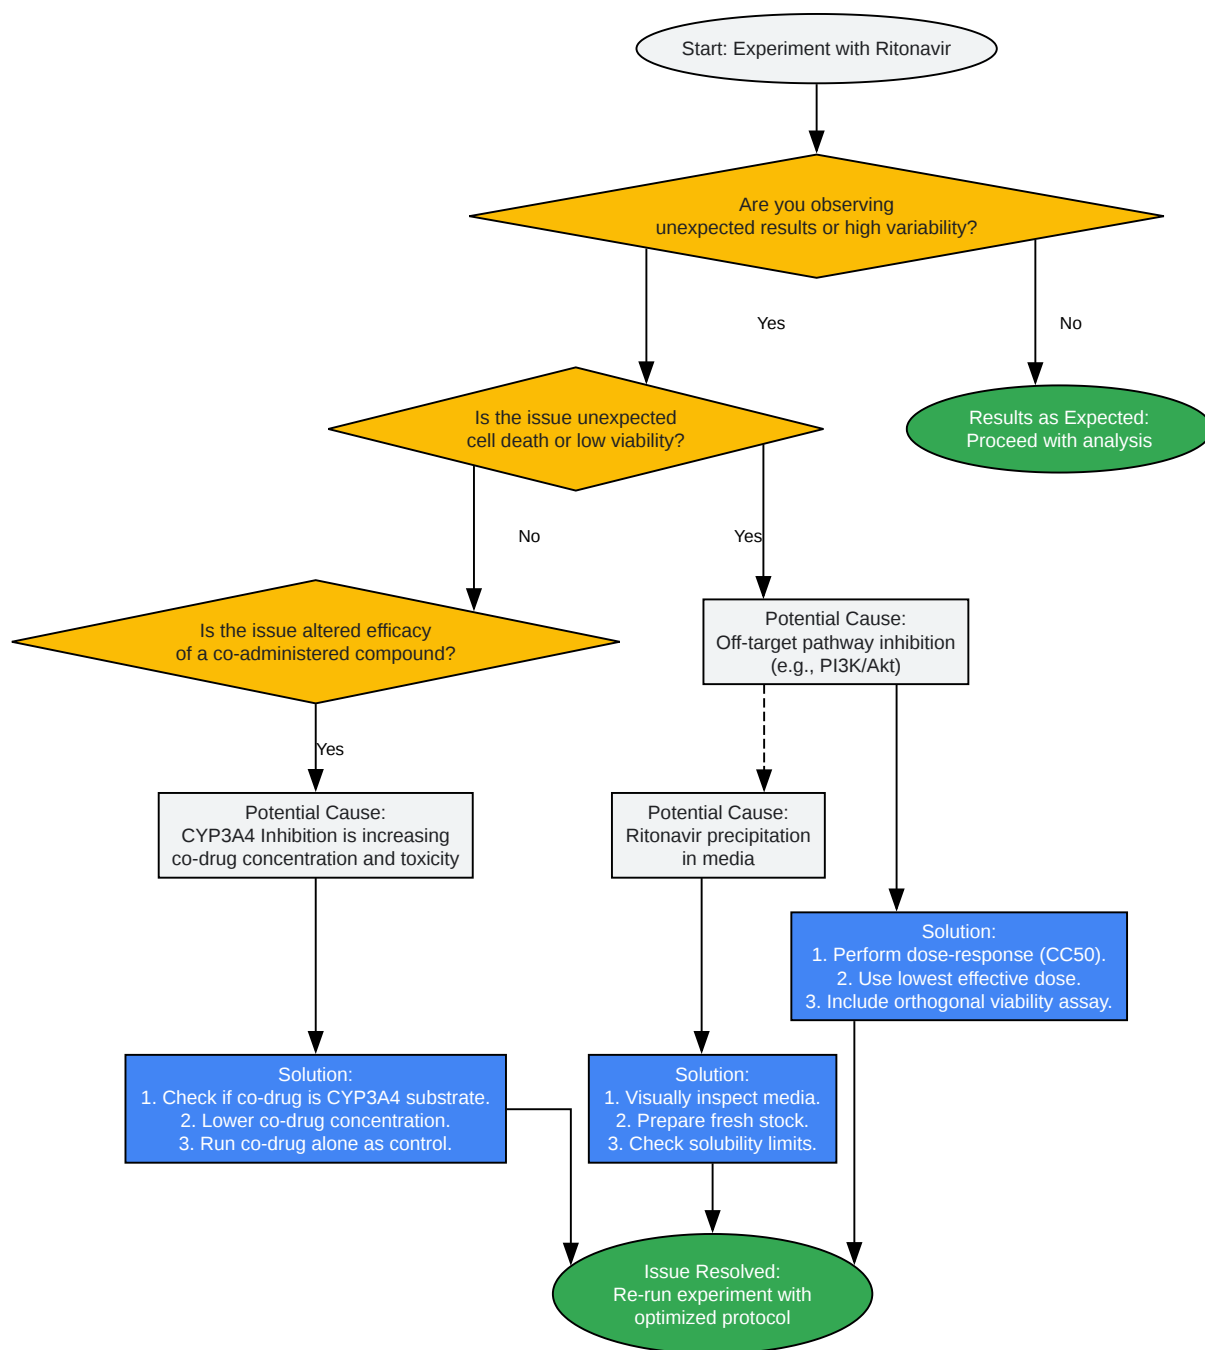 Start: Experiment with Ritonavir
Are you observing
unexpected results or high variability?
Yes
No
Is the issue unexpected
cell death or low viability?
Results as Expected:
Proceed with analysis
No
Yes
Is the issue altered efficacy
of a co-administered compound?
Potential Cause:
Off-target pathway inhibition
(e.g., PI3K/Akt)
Yes
Potential Cause:
CYP3A4 Inhibition is increasing
co-drug concentration and toxicity
Potential Cause:
Ritonavir precipitation
in media
Solution:
1. Perform dose-response (CC50).
2. Use lowest effective dose.
3. Include orthogonal viability assay.
Solution:
1. Check if co-drug is CYP3A4 substrate.
2. Lower co-drug concentration.
3. Run co-drug alone as control.
Solution:
1. Visually inspect media.
2. Prepare fresh stock.
3. Check solubility limits.
Issue Resolved:
Re-run experiment with
optimized protocol